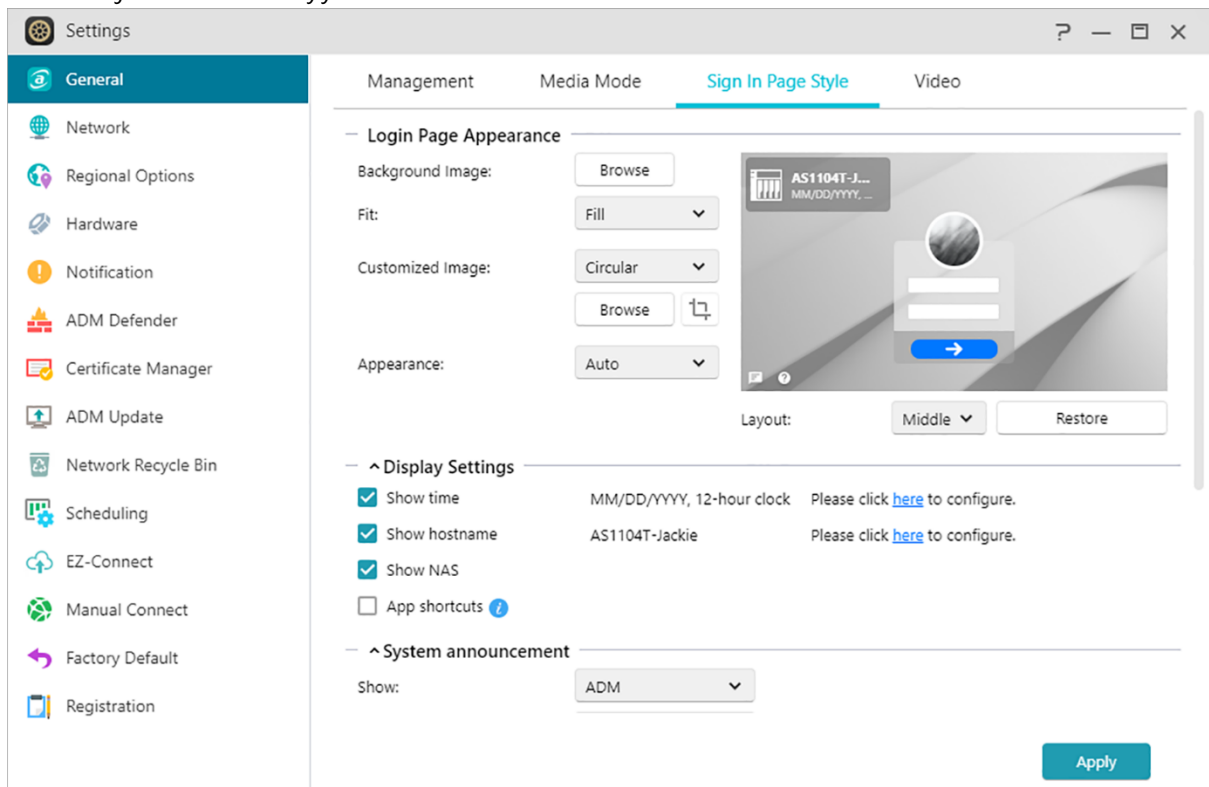 Settings
General
Network
Regional Options
Hardware
Notification
ADM Defender
Certificate Manager
ADM Update
Network Recycle Bin
Scheduling
EZ-Connect
Manual Connect
Factory Default
Registration
Management Media Mode Sign In Page Style Video
Login Page Appearance
Background Image: Browse
Fit: Fill
Customized Image: Circular
Browse
Appearance: Auto
AS1104T-J...
MM/DD/YYYY, ...
Layout: Middle Restore
Display Settings
Show time MM/DD/YYYY, 12-hour clock Please click here to configure.
Show hostname AS1104T-Jackie Please click here to configure.
Show NAS
App shortcuts
System announcement
Show: ADM
Apply